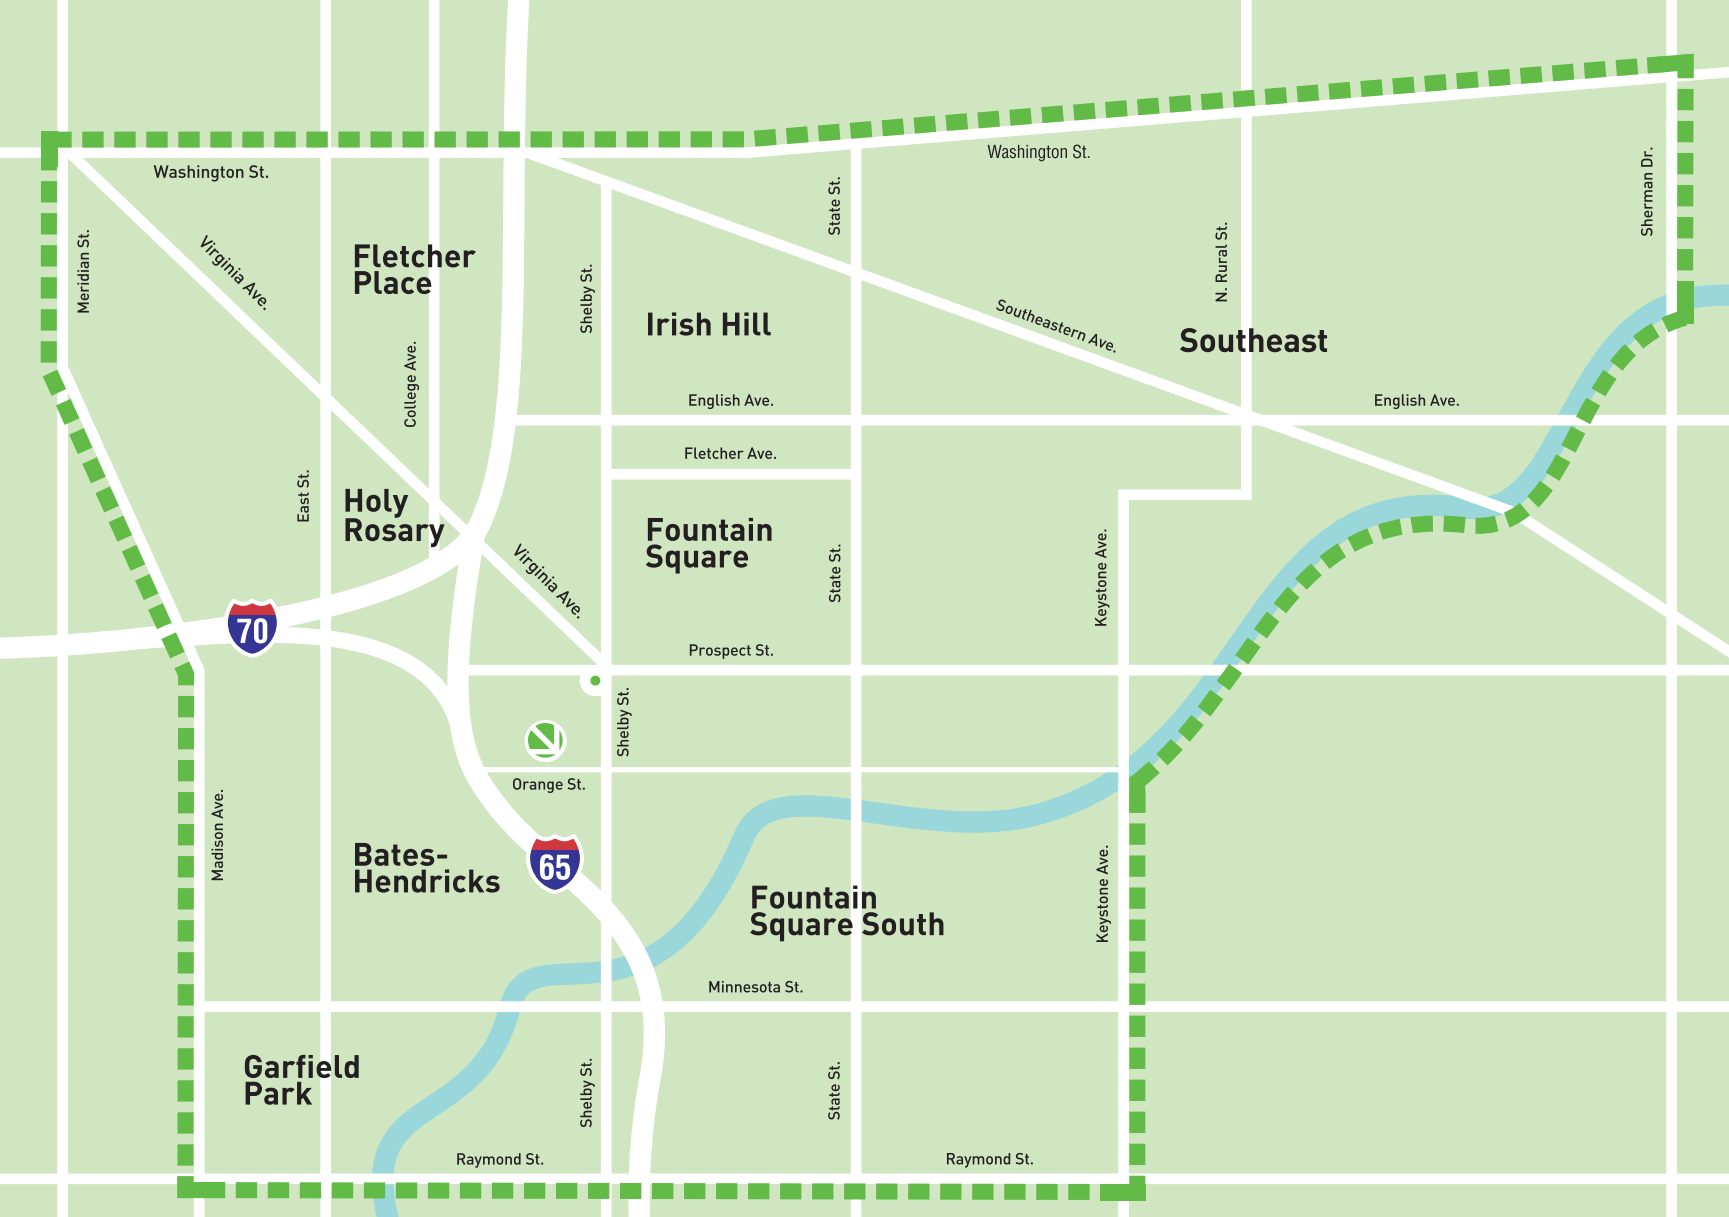 Washington St.
Washington St.
Meridian St.
Virginia Ave.
Fletcher
Place
College Ave.
Shelby St.
State St.
Irish Hill
Southeastern Ave.
N. Rural St.
Sherman Dr.
Southeast
English Ave.
English Ave.
Fletcher Ave.
East St.
Holy
Rosary
Virginia Ave.
Fountain
Square
State St.
Keystone Ave.
70
Prospect St.
Shelby St.
Orange St.
Madison Ave.
Bates-
Hendricks
65
Fountain
Square South
Keystone Ave.
Minnesota St.
Garfield
Park
Shelby St.
State St.
Raymond St.
Raymond St.